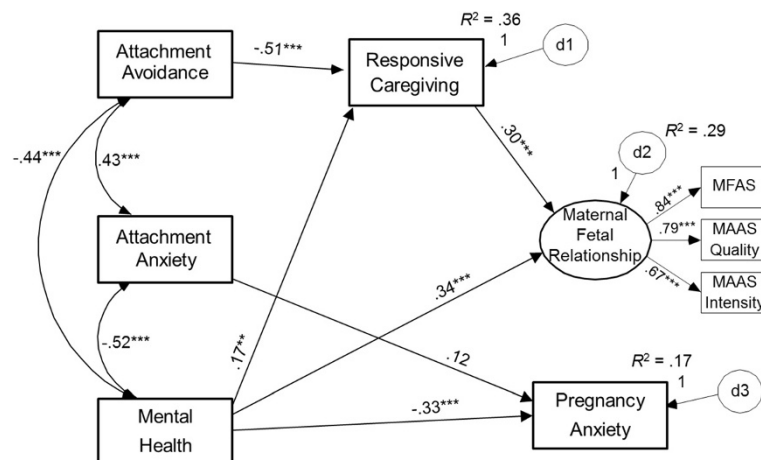 R² = .36
1
d1
Attachment
Avoidance
-.51***
Responsive
Caregiving
-.44***
.43***
.30***
R² = .29
d2
1
MFAS
.84***
Maternal
Fetal
Relationship
.79***
MAAS
Quality
.67***
MAAS
Intensity
Attachment
Anxiety
.34***
-.52***
.17**
.12
R² = .17
1
d3
-.33***
Pregnancy
Anxiety
Mental
Health